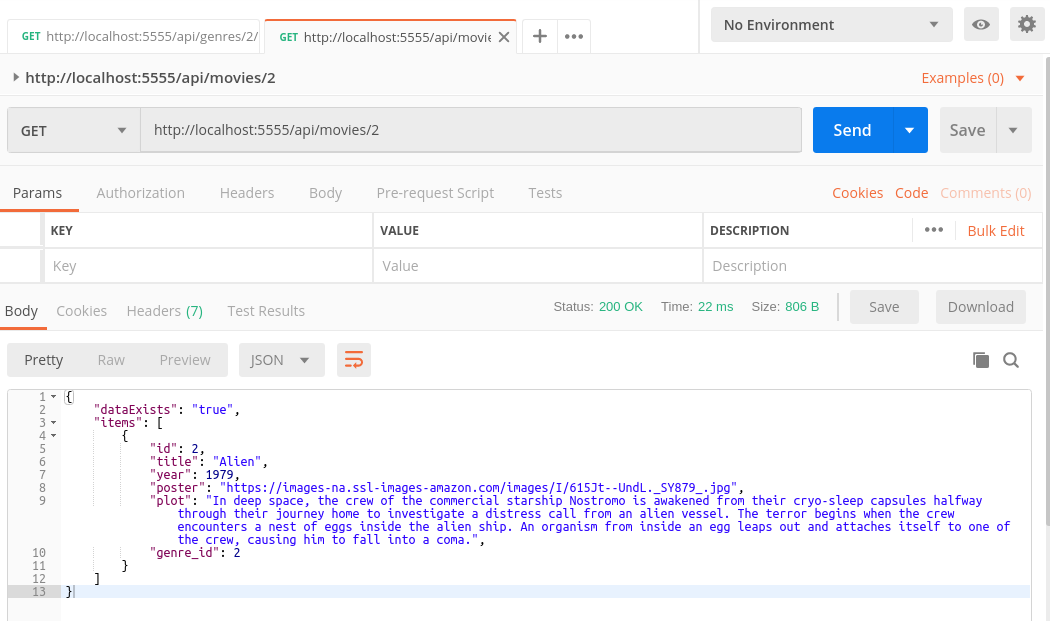 GET http://localhost:5555/api/genres/2/
GET http://localhost:5555/api/movie
No Environment
http://localhost:5555/api/movies/2
Examples (0)
GET
http://localhost:5555/api/movies/2
Send
Save
Params Authorization Headers Body Pre-request Script Tests Cookies Code Comments (0)
KEY VALUE DESCRIPTION ••• Bulk Edit
Key Value Description
Body Cookies Headers (7) Test Results Status: 200 OK Time: 22 ms Size: 806 B Save Download
Pretty Raw Preview JSON
1 {
2 "dataExists": "true",
3 "items": [
4 {
5 "id": 2,
6 "title": "Alien",
7 "year": 1979,
8 "poster": "https://images-na.ssl-images-amazon.com/images/I/615Jt--UndL._SY879_.jpg",
9 "plot": "In deep space, the crew of the commercial starship Nostromo is awakened from their cryo-sleep capsules halfway
through their journey home to investigate a distress call from an alien vessel. The terror begins when the crew
encounters a nest of eggs inside the alien ship. An organism from inside an egg leaps out and attaches itself to one of
the crew, causing him to fall into a coma.",
10 "genre_id": 2
11 }
12 ]
13 }